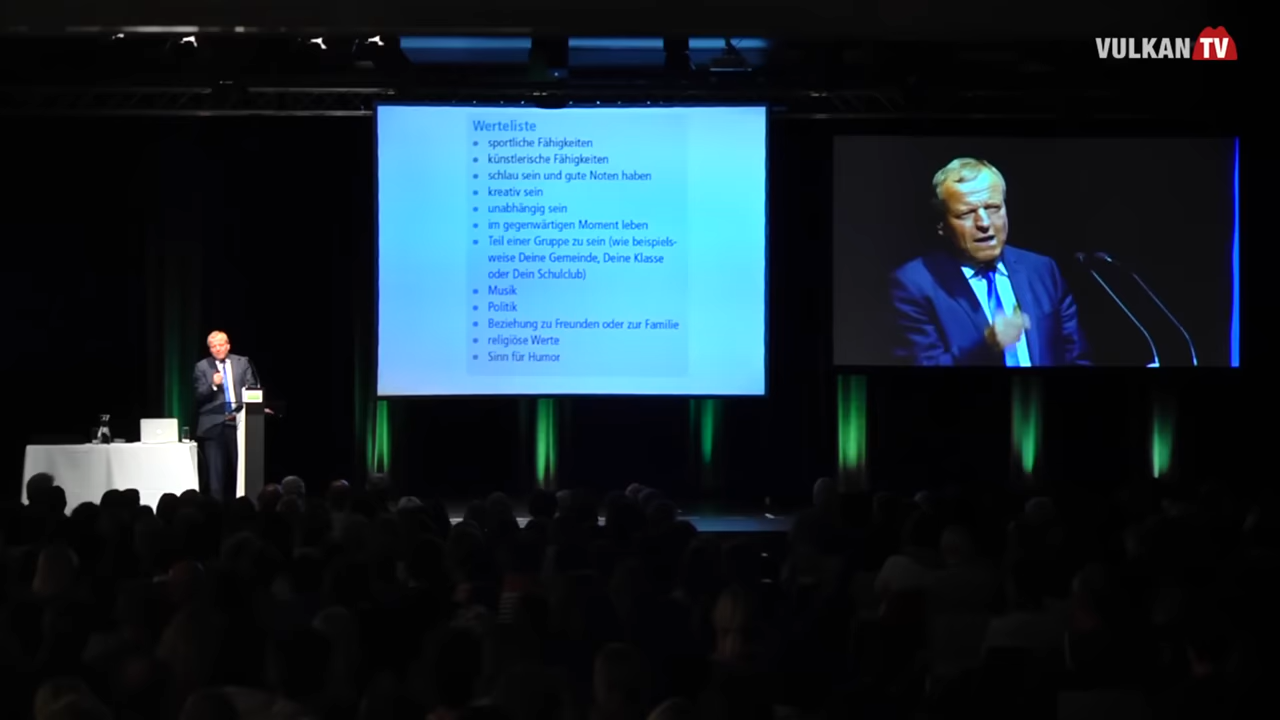 VULKAN TV
Werteliste
sportliche Fähigkeiten
künstlerische Fähigkeiten
schlau sein und gute Noten haben
kreativ sein
unabhängig sein
im gegenwärtigen Moment leben
Teil einer Gruppe zu sein (wie beispiels-
weise Deine Gemeinde, Deine Klasse
oder Dein Schulclub)
Musik
Politik
Beziehung zu Freunden oder zur Familie
religiöse Werte
Sinn für Humor